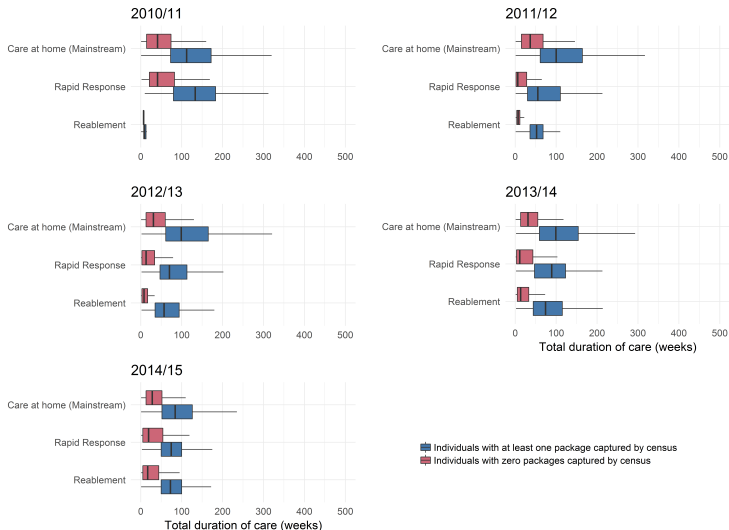 2010/11
Care at home (Mainstream)
Rapid Response
Reablement
0 100 200 300 400 500
2011/12
Care at home (Mainstream)
Rapid Response
Reablement
0 100 200 300 400 500
2012/13
Care at home (Mainstream)
Rapid Response
Reablement
0 100 200 300 400 500
2013/14
Care at home (Mainstream)
Rapid Response
Reablement
0 100 200 300 400 500
Total duration of care (weeks)
2014/15
Care at home (Mainstream)
Rapid Response
Reablement
0 100 200 300 400 500
Total duration of care (weeks)
Individuals with at least one package captured by census
Individuals with zero packages captured by census